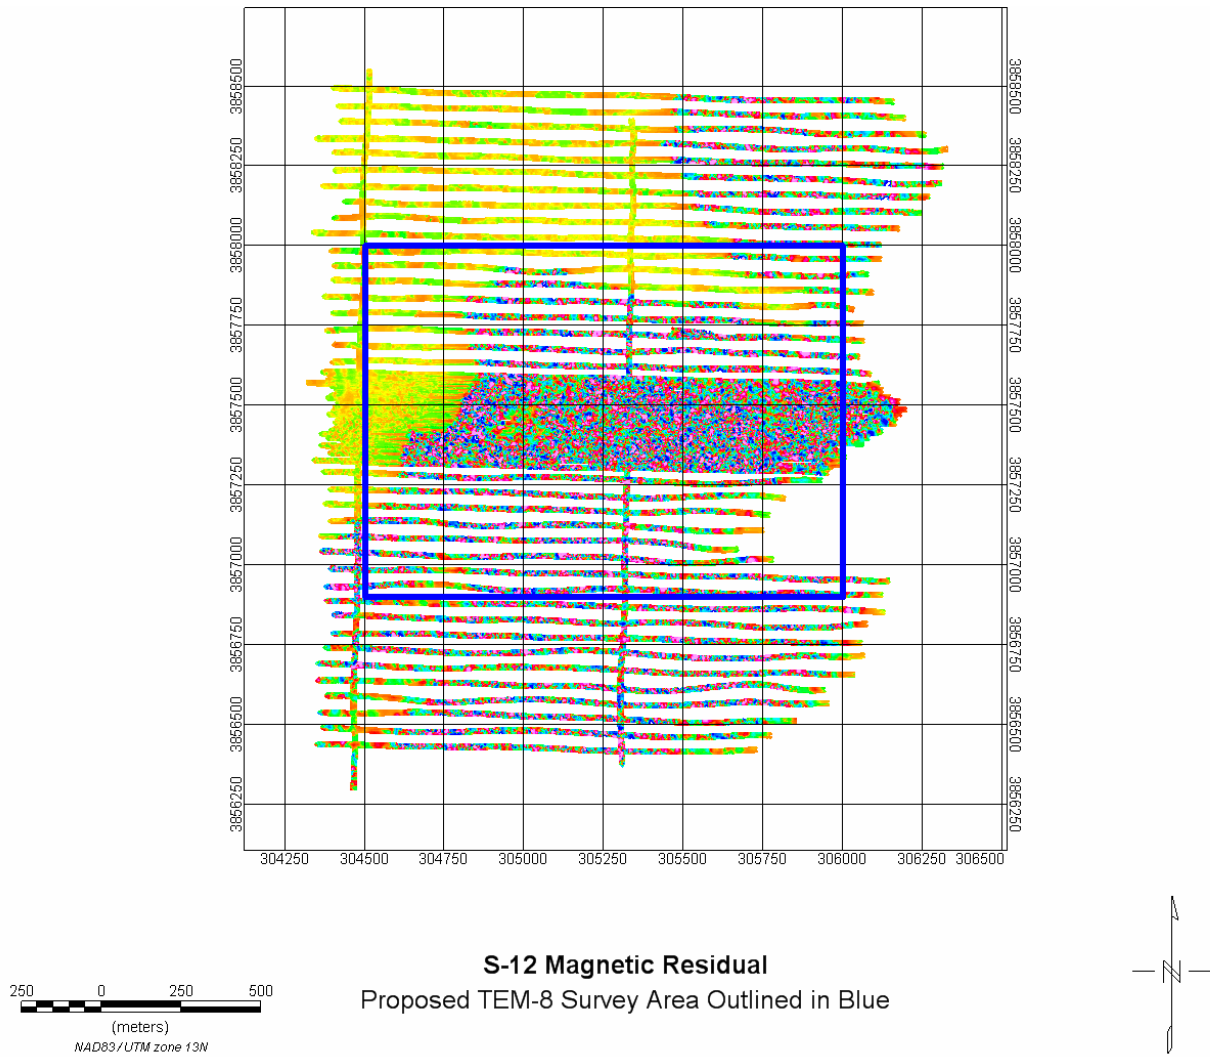 3858500
3858250
3858000
3857750
3857500
3857250
3857000
3856750
3856500
3856250
3858500
3858250
3858000
3857750
3857500
3857250
3857000
3856750
3856500
3856250
304250 304500 304750 305000 305250 305500 305750 306000 306250 306500
S-12 Magnetic Residual
Proposed TEM-8 Survey Area Outlined in Blue
250 0 250 500
(meters)
NAD83 / UTM zone 13N
N